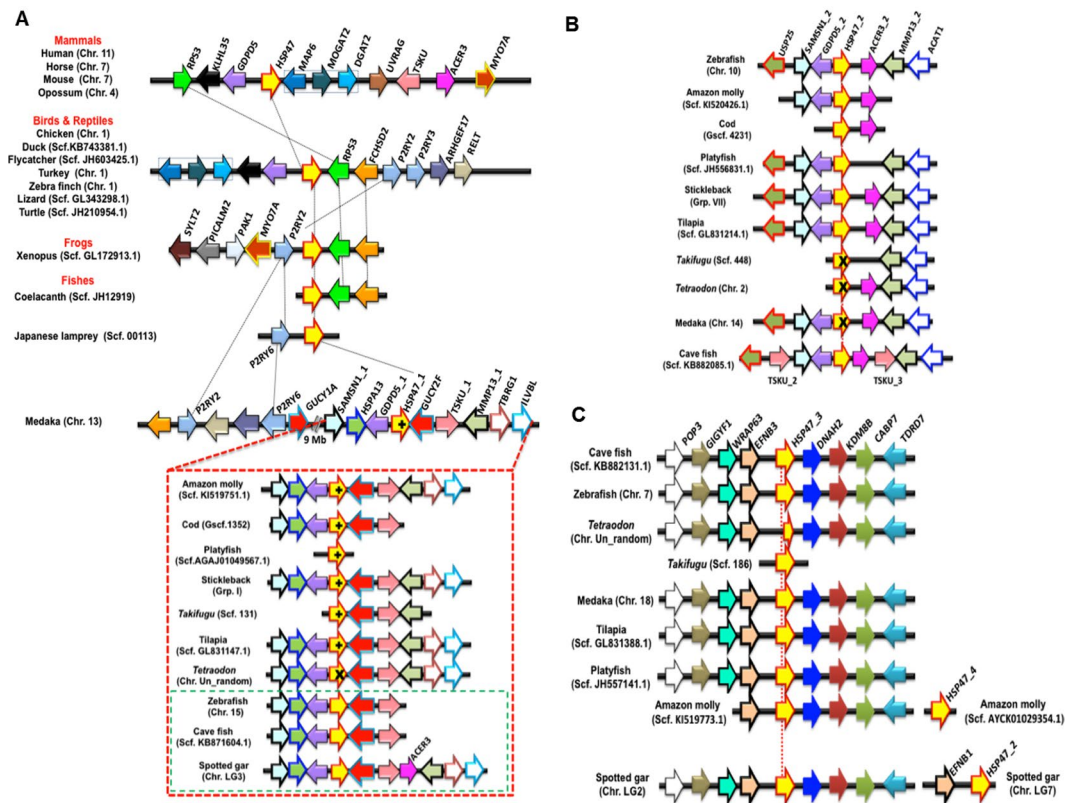 A
Mammals
Human (Chr. 11)
Horse (Chr. 7)
Mouse (Chr. 7)
Opossum (Chr. 4)
RPS3
KLHL35
GDPD5
HSP47
MAP6
MOGAT2
DGAT2
UVRAG
TSKU
ACER3
MYO7A
Birds & Reptiles
Chicken (Chr. 1)
Duck (Scf.KB743381.1)
Flycatcher (Scf. JH603425.1)
Turkey (Chr. 1)
Zebra finch (Chr. 1)
Lizard (Scf. GL343298.1)
Turtle (Scf. JH210954.1)
RPS3
FCHSD2
P2RY2
P2RY3
ARHGEF17
RELT
SYLT2
PICALM2
PAK1
MYO7A
P2RY2
Frogs
Xenopus (Scf. GL172913.1)
Fishes
Coelacanth (Scf. JH12919)
Japanese lamprey (Scf. 00113)
P2RY6
Medaka (Chr. 13)
P2RY2
P2RY6
GUCY1A
9 Mb
SAMSN1_1
HSPA13
GDPD5_1
HSP47_1
GUCY2F
TSKU_1
MMP13_1
TBRG1
ILVBL
Amazon molly
(Scf. KI519751.1)
Cod (Gscf.1352)
Platyfish
(Scf.AGAJ01049567.1)
Stickleback
(Grp. I)
Takifugu (Scf. 131)
Tilapia
(Scf. GL831147.1)
Tetraodon
(Chr Un_random)
Zebrafish
(Chr. 15)
Cave fish
(Scf. KB871604.1)
Spotted gar
(Chr. LG3)
ACER3
B
USP25
SAMSN1_2
GDPD5_2
HSP47_2
ACER3_2
MMP13_2
ACAT1
Zebrafish
(Chr. 10)
Amazon molly
(Scf. KI520426.1)
Cod
(Gscf. 4231)
Platyfish
(Scf. JH556831.1)
Stickleback
(Grp. VII)
Tilapia
(Scf. GL831214.1)
Takifugu (Scf. 448)
Tetraodon (Chr. 2)
Medaka (Chr. 14)
Cave fish
(Scf. KB882085.1)
TSKU_2
TSKU_3
C
POP3
GIGYF1
WRAP63
EFNB3
HSP47_3
DNAH2
KDM8B
CABP7
TDRD7
Cave fish
(Scf. KB882131.1)
Zebrafish (Chr. 7)
Tetraodon
(Chr. Un_random)
Takifugu (Scf. 186)
Medaka (Chr. 18)
Tilapia
(Scf. GL831388.1)
Platyfish
(Scf. JH557141.1)
Amazon molly
(Scf. KI519773.1)
HSP47_4
Amazon molly
(Scf. AYCK01029354.1)
Spotted gar
(Chr. LG2)
EFNB1
HSP47_2
Spotted gar
(Chr. LG7)